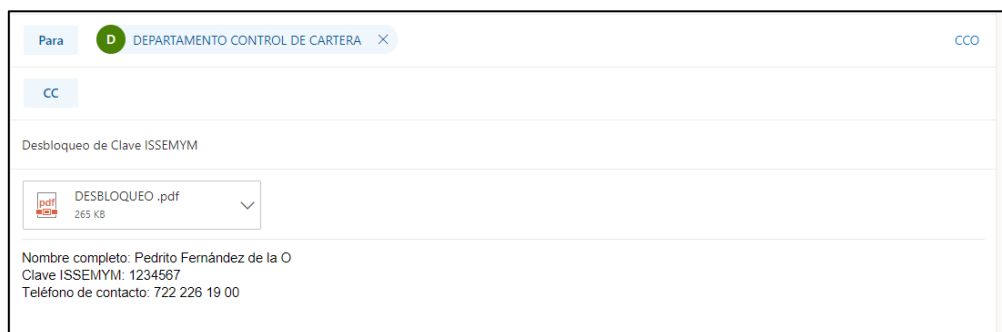 Para D DEPARTAMENTO CONTROL DE CARTERA CCO
CC
Desbloqueo de Clave ISSEMYM
pdf DESBLOQUEO .pdf
265 KB
Nombre completo: Pedrito Fernández de la O
Clave ISSEMYM: 1234567
Teléfono de contacto: 722 226 19 00